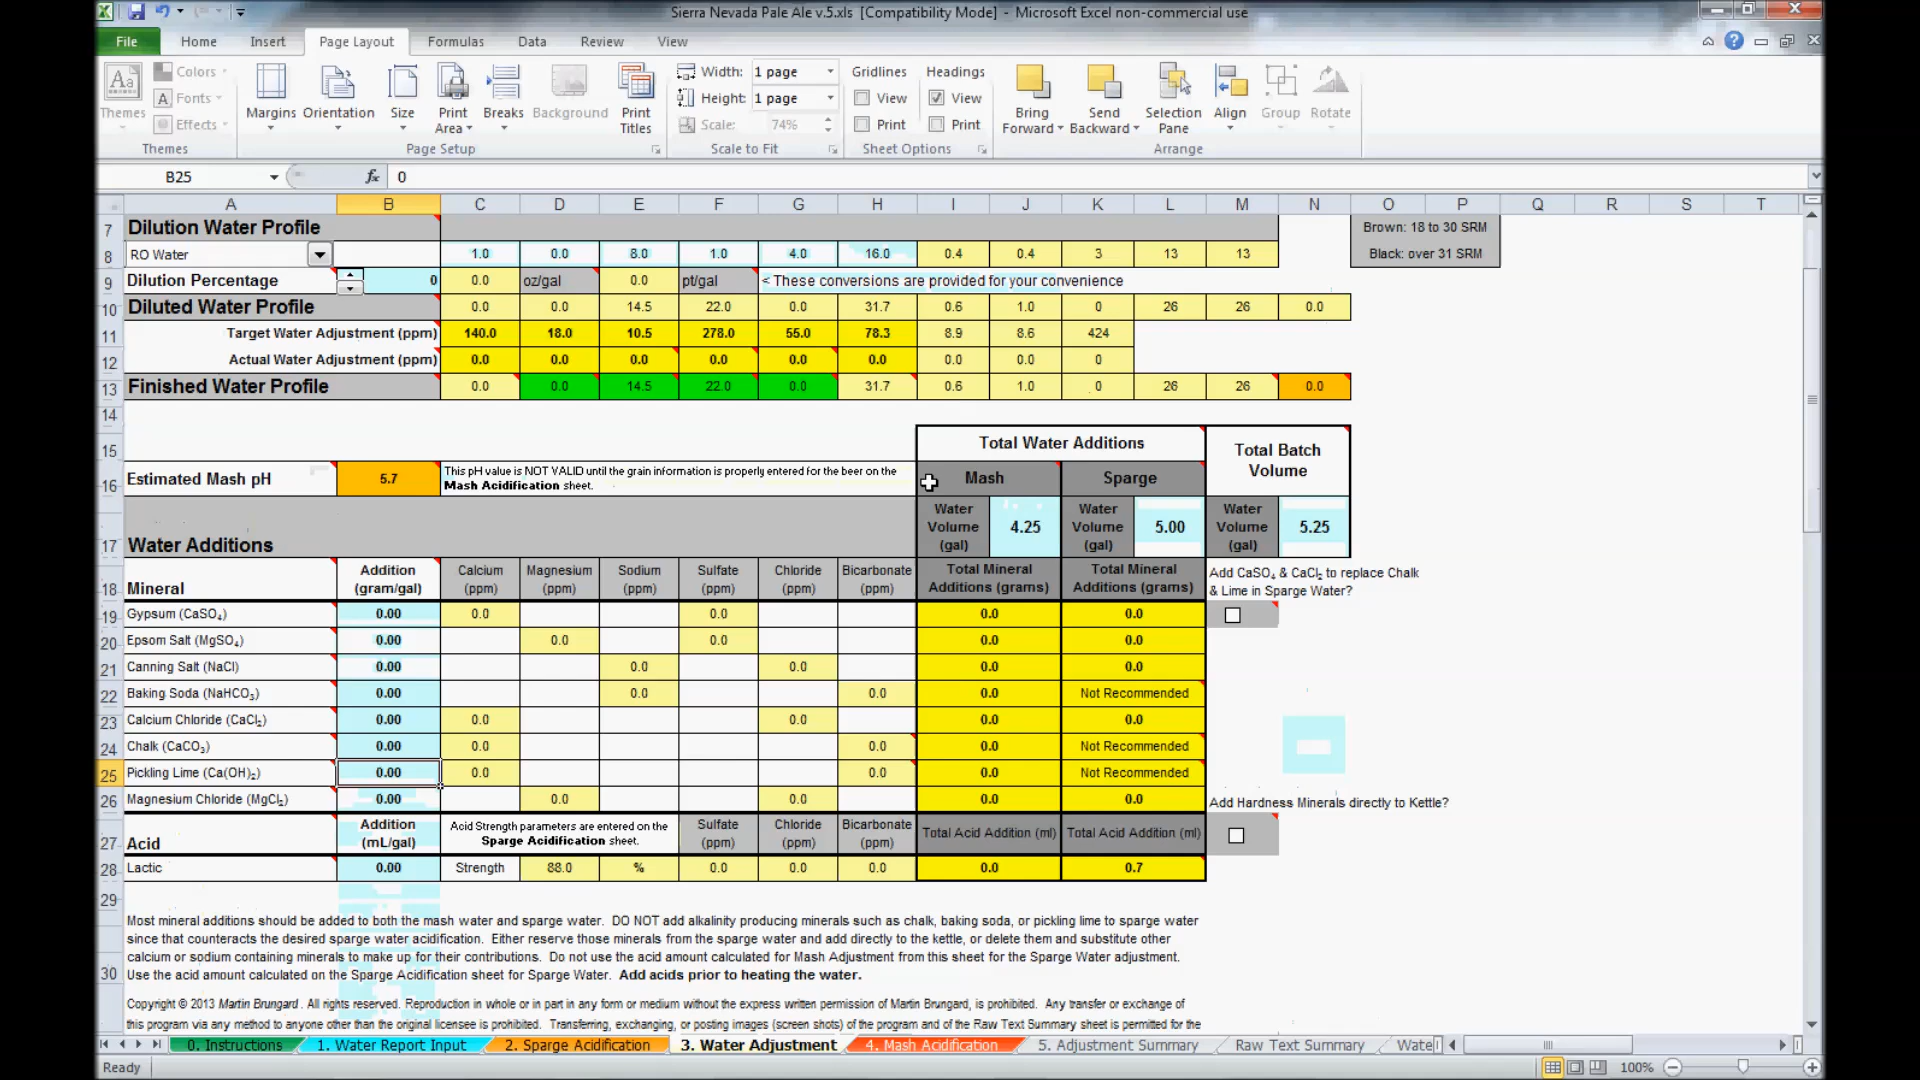 Sierra Nevada Pale Ale v.5.xls [Compatibility Mode] - Microsoft Excel non-commercial use
File Home Insert Page Layout Formulas Data Review View
Colors Width: 1 page Gridlines Headings
Fonts Height: 1 page View View
Themes Margins Orientation Size Print Area Breaks Background Print Titles Bring Forward Send Backward Selection Pane Align Group Rotate
Effects Scale: 74% Print Print
Themes Page Setup Scale to Fit Sheet Options Arrange
B25 fx 0
A B C D E F G H I J K L M N O P Q R S T
7 Dilution Water Profile Brown: 18 to 30 SRM
8 RO Water 1.0 0.0 8.0 1.0 4.0 16.0 0.4 0.4 3 13 13 Black: over 31 SRM
9 Dilution Percentage 0 0.0 oz/gal 0.0 pt/gal < These conversions are provided for your convenience
10 Diluted Water Profile 0.0 0.0 14.5 22.0 0.0 31.7 0.6 1.0 0 26 26 0.0
11 Target Water Adjustment (ppm) 140.0 18.0 10.5 278.0 55.0 78.3 8.9 8.6 424
12 Actual Water Adjustment (ppm) 0.0 0.0 0.0 0.0 0.0 0.0 0.0 0.0 0
13 Finished Water Profile 0.0 0.0 14.5 22.0 0.0 31.7 0.6 1.0 0 26 26 0.0
14
15 Total Water Additions Total Batch Volume
16 Estimated Mash pH 5.7 This pH value is NOT VALID until the grain information is properly entered for the beer on the
Mash Acidification sheet. Mash Sparge
17 Water Additions Water Volume (gal) 4.25 Water Volume (gal) 5.00 Water Volume (gal) 5.25
18 Mineral Addition (gram/gal) Calcium (ppm) Magnesium (ppm) Sodium (ppm) Sulfate (ppm) Chloride (ppm) Bicarbonate (ppm) Total Mineral Additions (grams) Total Mineral Additions (grams) Add CaSO₄ & CaCl₂ to replace Chalk
& Lime in Sparge Water?
19 Gypsum (CaSO₄) 0.00 0.0 0.0 0.0 0.0
20 Epsom Salt (MgSO₄) 0.00 0.0 0.0 0.0 0.0
21 Canning Salt (NaCl) 0.00 0.0 0.0 0.0 0.0
22 Baking Soda (NaHCO₃) 0.00 0.0 0.0 0.0 Not Recommended
23 Calcium Chloride (CaCl₂) 0.00 0.0 0.0 0.0 0.0
24 Chalk (CaCO₃) 0.00 0.0 0.0 0.0 Not Recommended
25 Pickling Lime (Ca(OH)₂) 0.00 0.0 0.0 0.0 Not Recommended
26 Magnesium Chloride (MgCl₂) 0.00 0.0 0.0 0.0 0.0 Add Hardness Minerals directly to Kettle?
27 Acid Addition (mL/gal) Acid Strength parameters are entered on the Sparge Acidification sheet. Sulfate (ppm) Chloride (ppm) Bicarbonate (ppm) Total Acid Addition (ml) Total Acid Addition (ml)
28 Lactic 0.00 Strength 88.0 % 0.0 0.0 0.0 0.0 0.7
29
Most mineral additions should be added to both the mash water and sparge water. DO NOT add alkalinity producing minerals such as chalk, baking soda, or pickling lime to sparge water
since that counteracts the desired sparge water acidification. Either reserve those minerals from the sparge water and add directly to the kettle, or delete them and substitute other
calcium or sodium containing minerals to make up for their contributions. Do not use the acid amount calculated for Mash Adjustment from this sheet for the Sparge Water adjustment.
30 Use the acid amount calculated on the Sparge Acidification sheet for Sparge Water. Add acids prior to heating the water.
Copyright © 2013 Martin Brungard. All rights reserved. Reproduction in whole or in part in any form or medium without the express written permission of Martin Brungard, is prohibited. Any transfer or exchange of
this program via any method to anyone other than the original licensee is prohibited. Transferring, exchanging, or posting images (screen shots) of the program and of the Raw Text Summary sheet is permitted for the
0. Instructions 1. Water Report Input 2. Sparge Acidification 3. Water Adjustment 4. Mash Acidification 5. Adjustment Summary Raw Text Summary Wate
Ready 100%